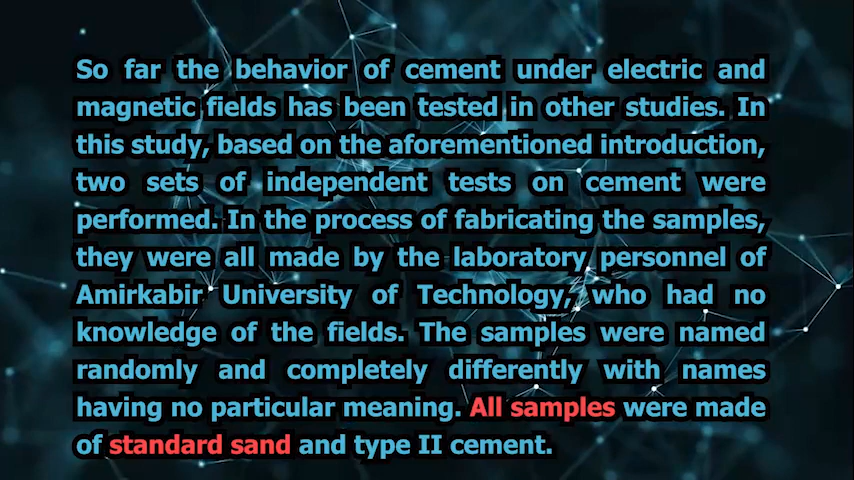 So far the behavior of cement under electric and
magnetic fields has been tested in other studies. In
this study, based on the aforementioned introduction,
two sets of independent tests on cement were
performed. In the process of fabricating the samples,
they were all made by the laboratory personnel of
Amirkabir University of Technology, who had no
knowledge of the fields. The samples were named
randomly and completely differently with names
having no particular meaning. All samples were made
of standard sand and type II cement.